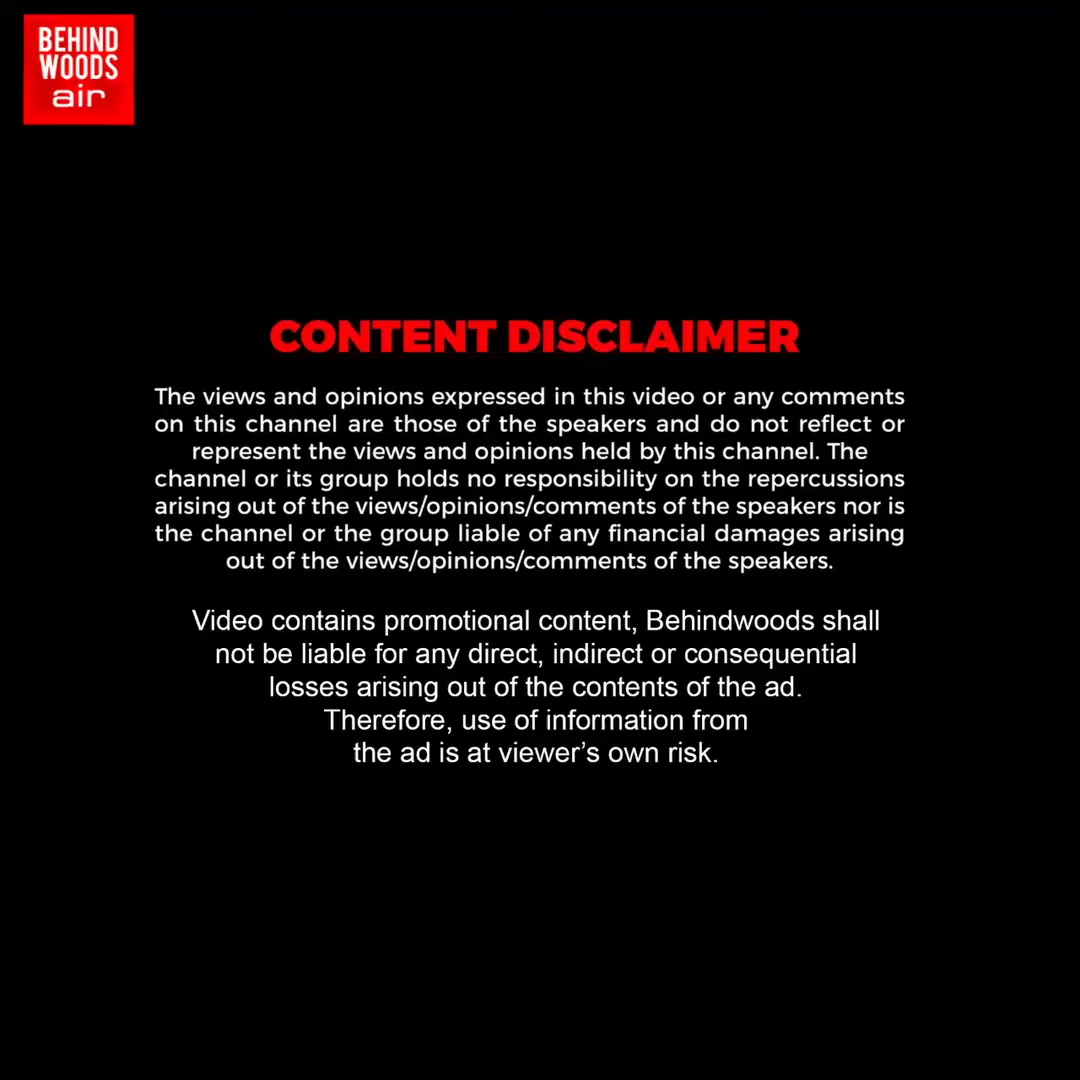 BEHIND
WOODS
air
CONTENT DISCLAIMER
The views and opinions expressed in this video or any comments
on this channel are those of the speakers and do not reflect or
represent the views and opinions held by this channel. The
channel or its group holds no responsibility on the repercussions
arising out of the views/opinions/comments of the speakers nor is
the channel or the group liable of any financial damages arising
out of the views/opinions/comments of the speakers.
Video contains promotional content, Behindwoods shall
not be liable for any direct, indirect or consequential
losses arising out of the contents of the ad.
Therefore, use of information from
the ad is at viewer’s own risk.